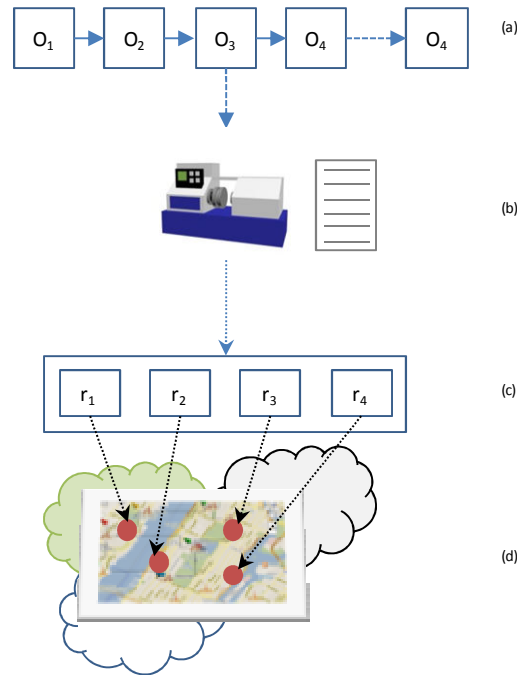 O₁ O₂ O₃ O₄ O₄ (a)
(b)
(c)
r₁ r₂ r₃ r₄
(d)